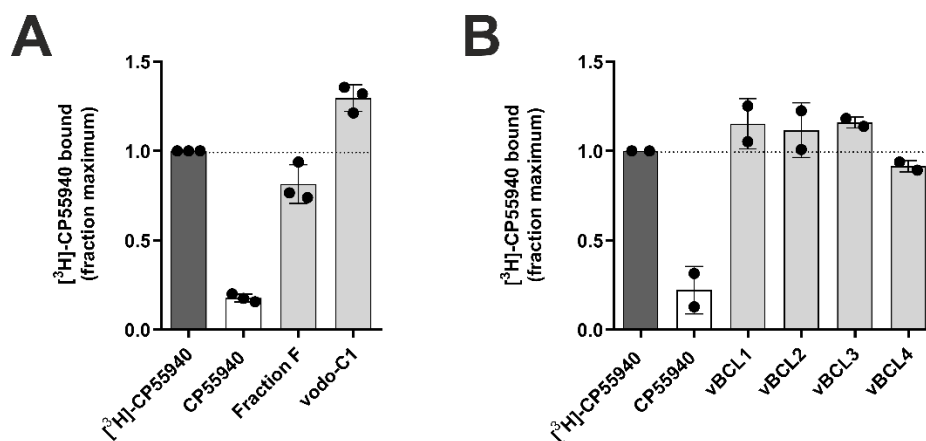 A
[³H]-CP55940 bound
(fraction maximum)
1.5
1.0
0.5
0.0
[³H]-CP55940
CP55940
Fraction F
vodo-C1
B
[³H]-CP55940 bound
(fraction maximum)
1.5
1.0
0.5
0.0
[³H]-CP55940
CP55940
vBCL1
vBCL2
vBCL3
vBCL4